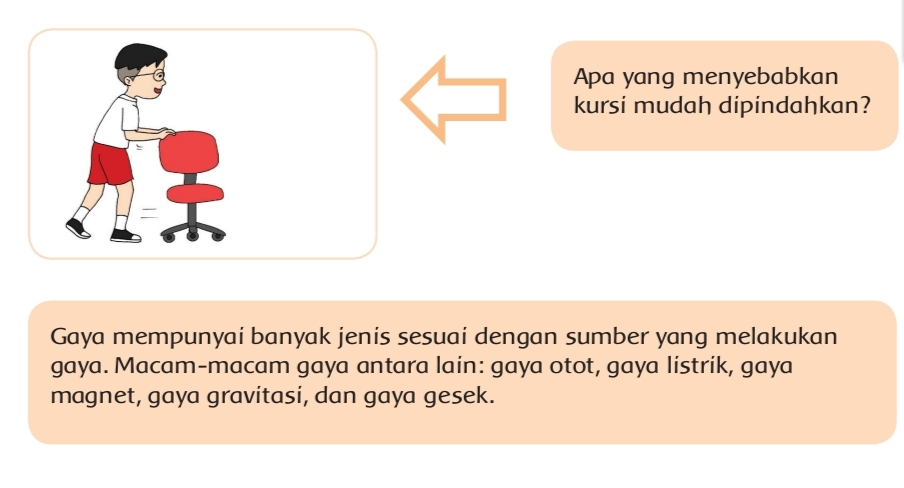 Apa yang menyebabkan
kursi mudah dipindahkan?
Gaya mempunyai banyak jenis sesuai dengan sumber yang melakukan
gaya. Macam-macam gaya antara lain: gaya otot, gaya listrik, gaya
magnet, gaya gravitasi, dan gaya gesek.